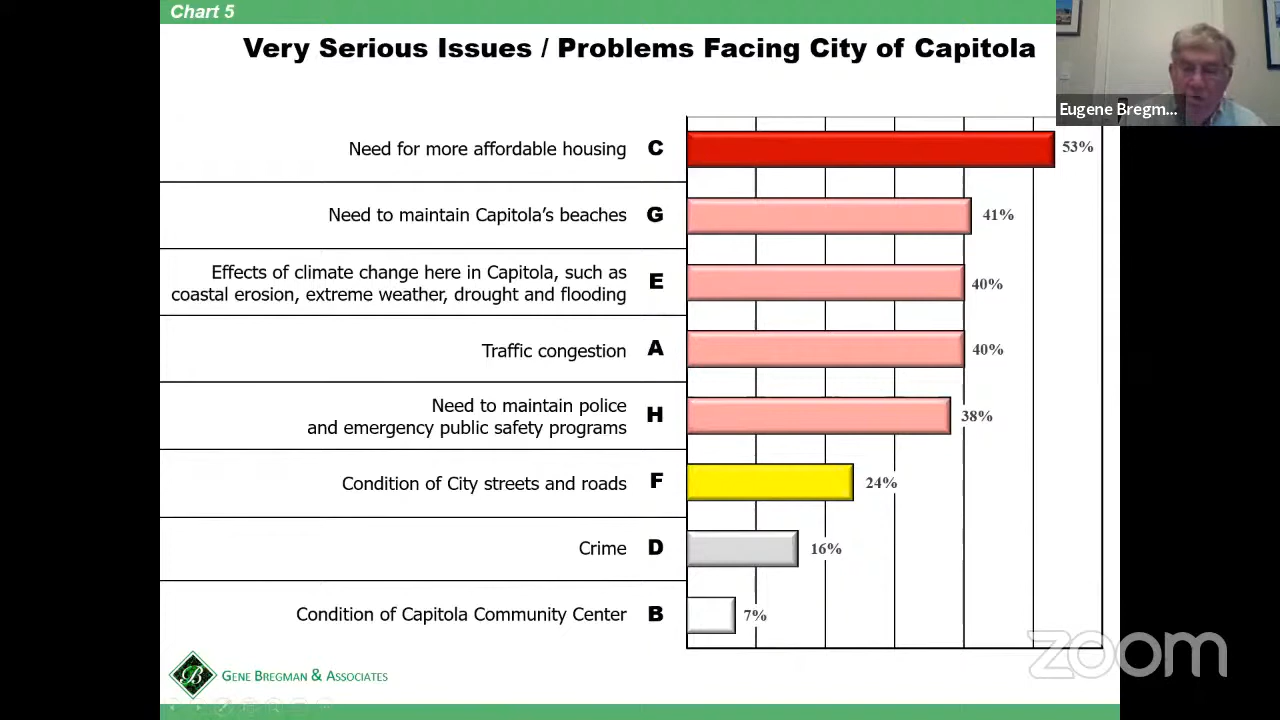 Chart 5
Very Serious Issues / Problems Facing City of Capitola
Eugene Bregm...
Need for more affordable housing C 53%
Need to maintain Capitola’s beaches G 41%
Effects of climate change here in Capitola, such as
coastal erosion, extreme weather, drought and flooding E 40%
Traffic congestion A 40%
Need to maintain police
and emergency public safety programs H 38%
Condition of City streets and roads F 24%
Crime D 16%
Condition of Capitola Community Center B 7%
B GENE BREGMAN & ASSOCIATES
zoom